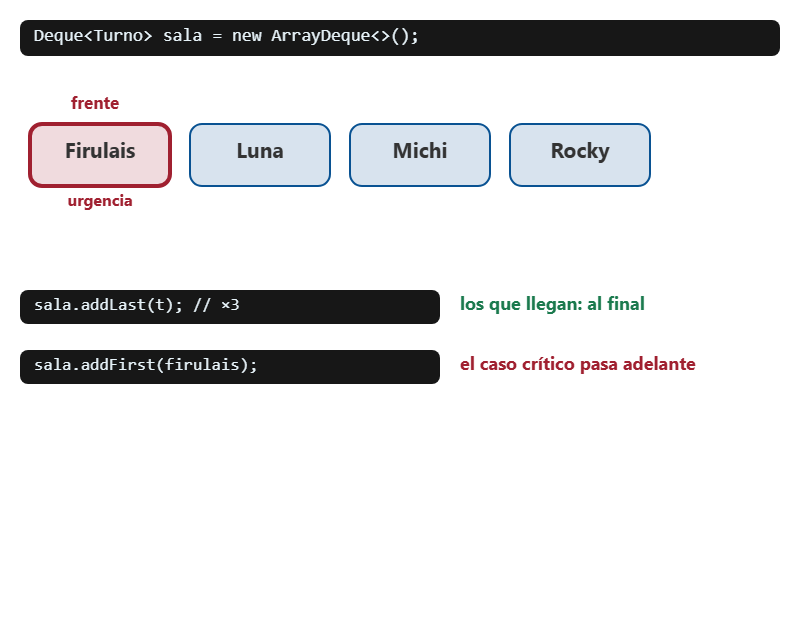 Deque<Turno> sala = new ArrayDeque<>();
frente
Firulais Luna Michi Rocky
urgencia
sala.addLast(t); // ×3 los que llegan: al final
sala.addFirst(firulais); el caso crítico pasa adelante